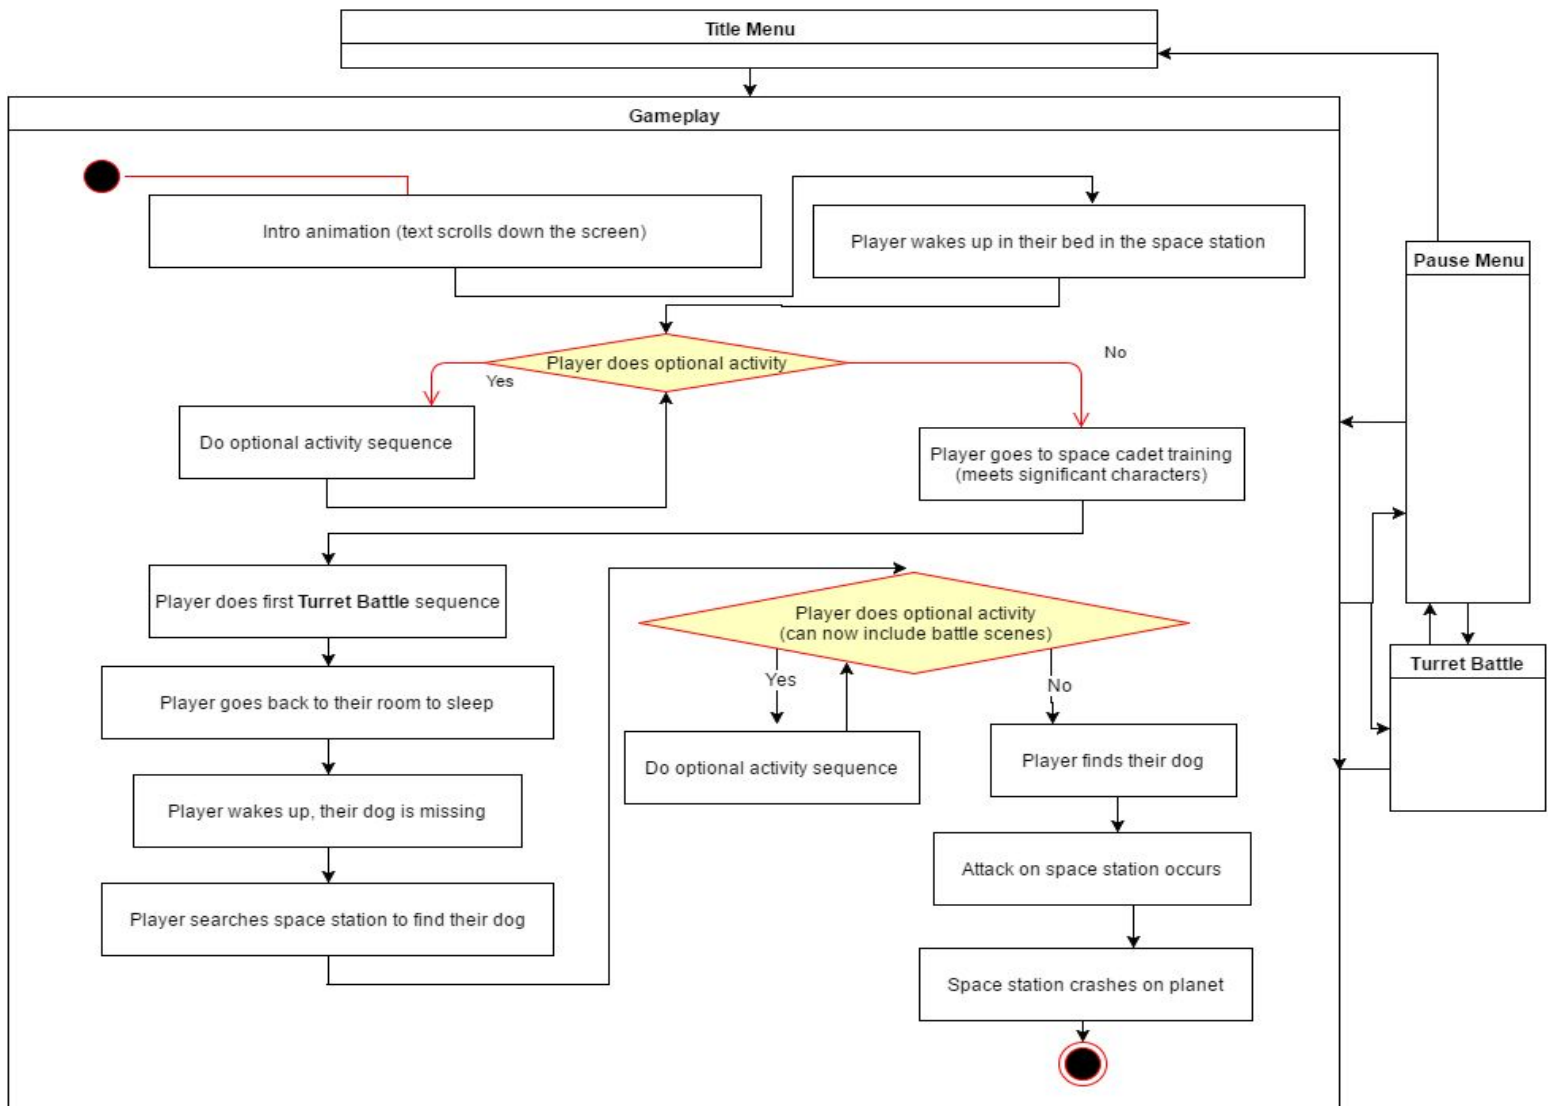 Title Menu
Gameplay
Intro animation (text scrolls down the screen)
Player wakes up in their bed in the space station
Pause Menu
Player does optional activity
No
Yes
Do optional activity sequence
Player goes to space cadet training
(meets significant characters)
Player does first Turret Battle sequence
Player does optional activity
(can now include battle scenes)
Turret Battle
Yes
No
Player goes back to their room to sleep
Do optional activity sequence
Player finds their dog
Player wakes up, their dog is missing
Attack on space station occurs
Player searches space station to find their dog
Space station crashes on planet